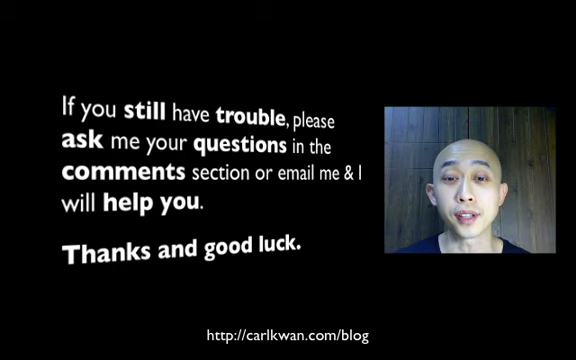 If you still have trouble, please
ask me your questions in the
comments section or email me & I
will help you.
Thanks and good luck.
http://carlkwan.com/blog